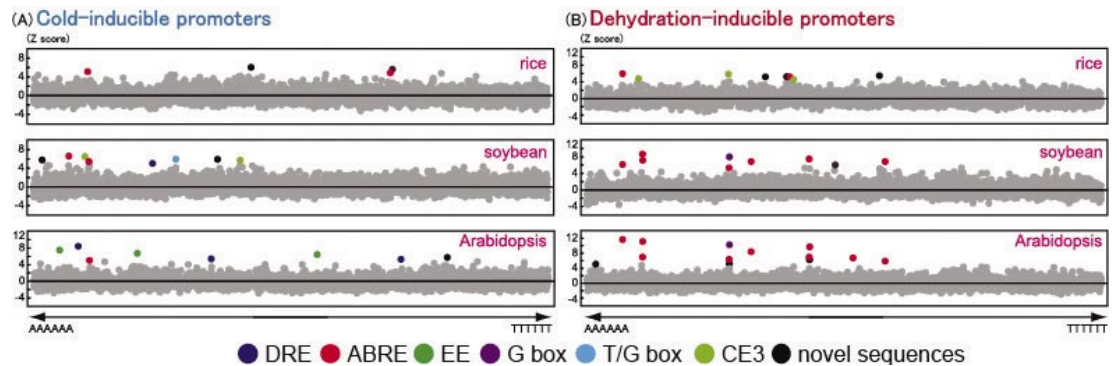 (A) Cold-inducible promoters
(Z score)
8
4
0
-4
rice
8
4
0
-4
soybean
12
8
4
0
-4
Arabidopsis
AAAAAA TTTTTT
(B) Dehydration-inducible promoters
(Z score)
12
8
4
0
-4
rice
12
8
4
0
-4
soybean
12
8
4
0
-4
Arabidopsis
AAAAAA TTTTTT
DRE ABRE EE G box T/G box CE3 novel sequences